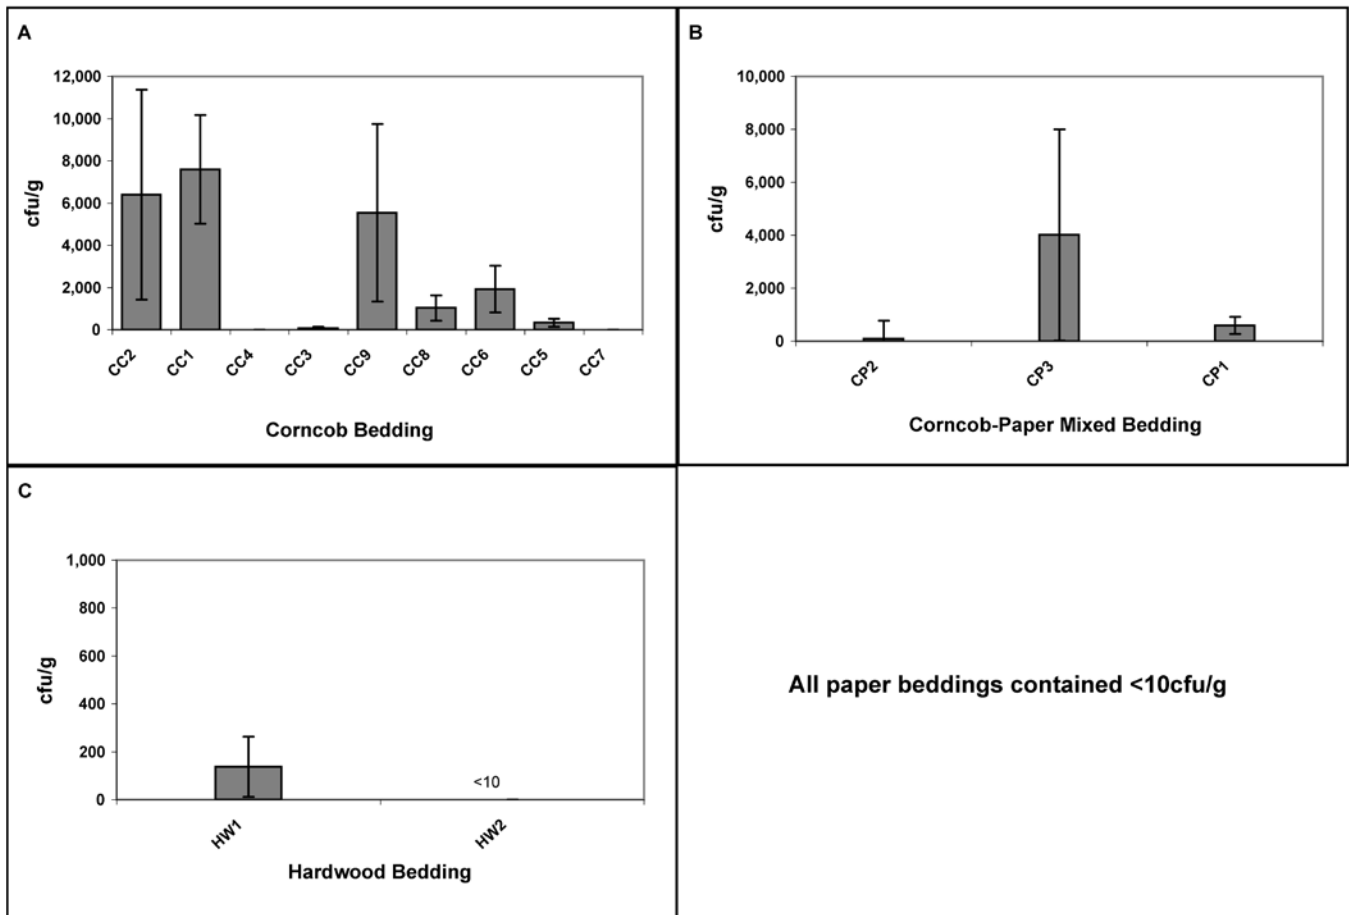 A
12,000
10,000
8,000
6,000
4,000
2,000
0
cfu/g
CC2 CC1 CC4 CC3 CC9 CC8 CC6 CC5 CC7
Corncob Bedding
B
10,000
8,000
6,000
4,000
2,000
0
cfu/g
CP2 CP3 CP1
Corncob-Paper Mixed Bedding
C
1,000
800
600
400
200
0
cfu/g
<10
HW1 HW2
Hardwood Bedding
All paper beddings contained <10cfu/g